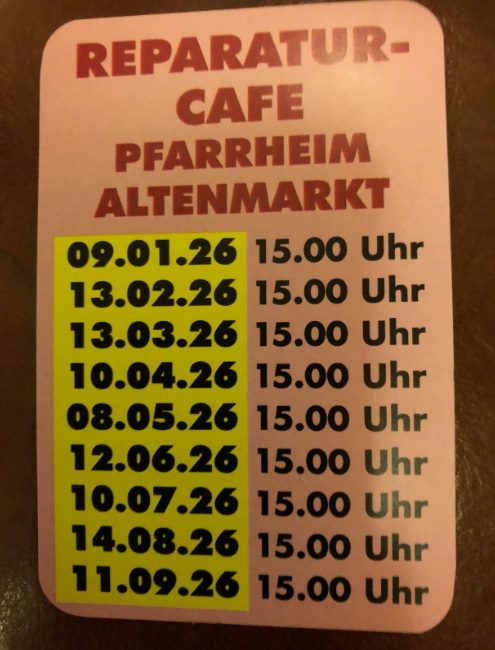 REPARATUR-
CAFE
PFARRHEIM
ALTENMARKT
09.01.26 15.00 Uhr
13.02.26 15.00 Uhr
13.03.26 15.00 Uhr
10.04.26 15.00 Uhr
08.05.26 15.00 Uhr
12.06.26 15.00 Uhr
10.07.26 15.00 Uhr
14.08.26 15.00 Uhr
11.09.26 15.00 Uhr